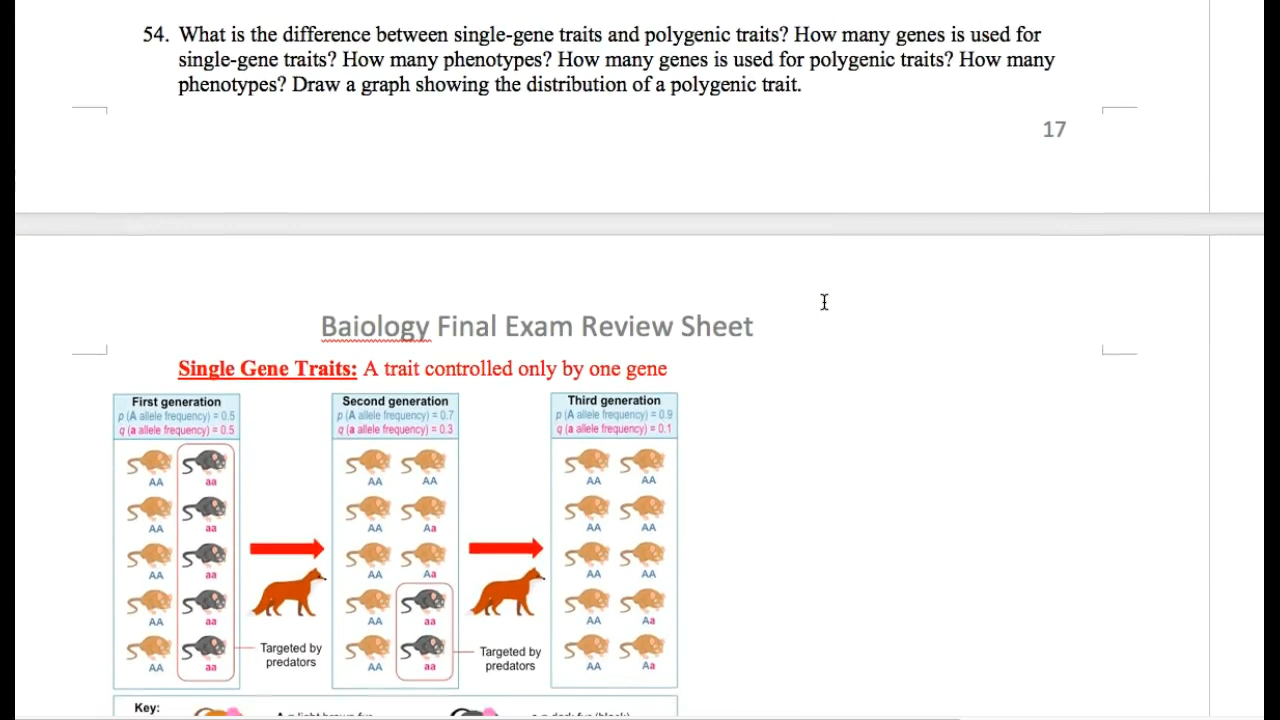 54. What is the difference between single-gene traits and polygenic traits? How many genes is used for
single-gene traits? How many phenotypes? How many genes is used for polygenic traits? How many
phenotypes? Draw a graph showing the distribution of a polygenic trait.
17
Baiology Final Exam Review Sheet
Single Gene Traits: A trait controlled only by one gene
First generation
p (A allele frequency) = 0.5
q (a allele frequency) = 0.5
AA aa
AA aa
AA aa
AA aa
AA aa
Targeted by
predators
Second generation
p (A allele frequency) = 0.7
q (a allele frequency) = 0.3
AA AA
AA Aa
AA Aa
AA aa
AA aa
Targeted by
predators
Third generation
p (A allele frequency) = 0.9
q (a allele frequency) = 0.1
AA AA
AA AA
AA AA
AA Aa
AA Aa
Key: